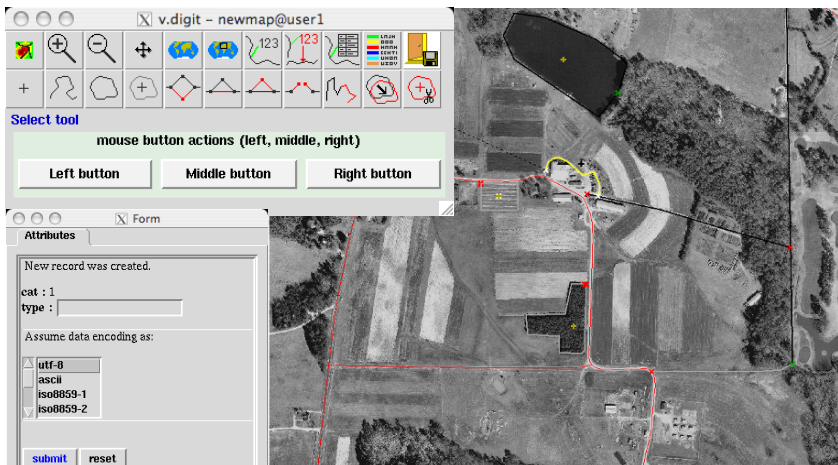 v.digit - newmap@user1
123
123
Select tool
mouse button actions (left, middle, right)
Left button
Middle button
Right button
Form
Attributes
New record was created.
cat : 1
type :
Assume data encoding as:
utf-8
ascii
iso8859-1
iso8859-2
submit
reset